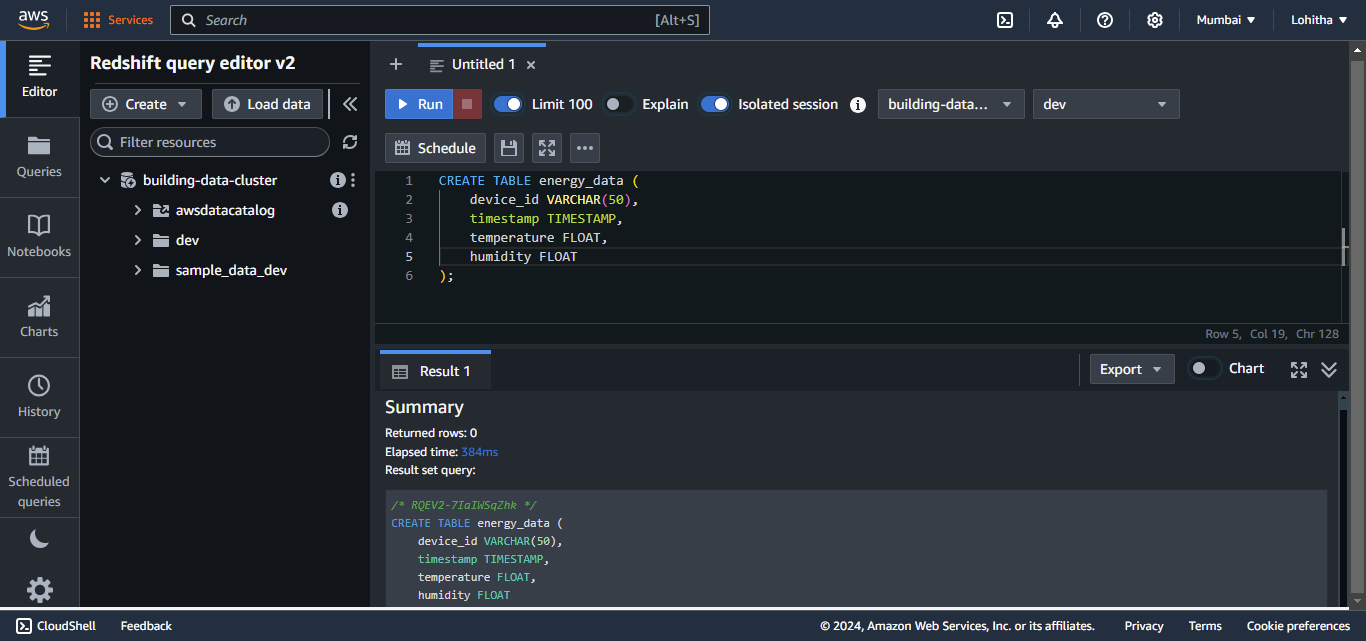 aws
Services
Search
[Alt+S]
Mumbai
Lohitha
Editor
Queries
Notebooks
Charts
History
Scheduled
queries
Redshift query editor v2
Create
Load data
Filter resources
building-data-cluster
awsdatacatalog
dev
sample_data_dev
Untitled 1
Run
Limit 100
Explain
Isolated session
building-data...
dev
Schedule
1 CREATE TABLE energy_data (
2 device_id VARCHAR(50),
3 timestamp TIMESTAMP,
4 temperature FLOAT,
5 humidity FLOAT
6 );
Row 5, Col 19, Chr 128
Result 1
Export
Chart
Summary
Returned rows: 0
Elapsed time: 384ms
Result set query:
/* RQEV2-7IaIWSqZhk */
CREATE TABLE energy_data (
device_id VARCHAR(50),
timestamp TIMESTAMP,
temperature FLOAT,
humidity FLOAT
CloudShell
Feedback
© 2024, Amazon Web Services, Inc. or its affiliates.
Privacy
Terms
Cookie preferences